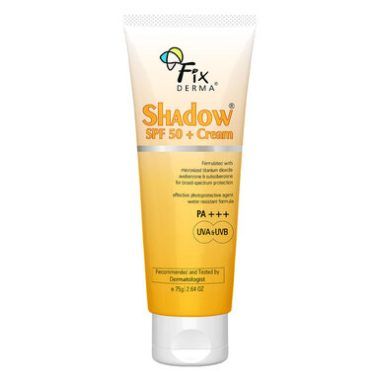 Fix
DERMA®
SHADOW®
SPF 50 + Cream
Formulated with
micronized titanium dioxide
avobenzone & octocrylene
for broad-spectrum protection
effective photoprotective agent
water resistant formula
PA +++
UVA & UVB
Recommended and Tested by
Dermatologist
e 75g | 2.64 OZ